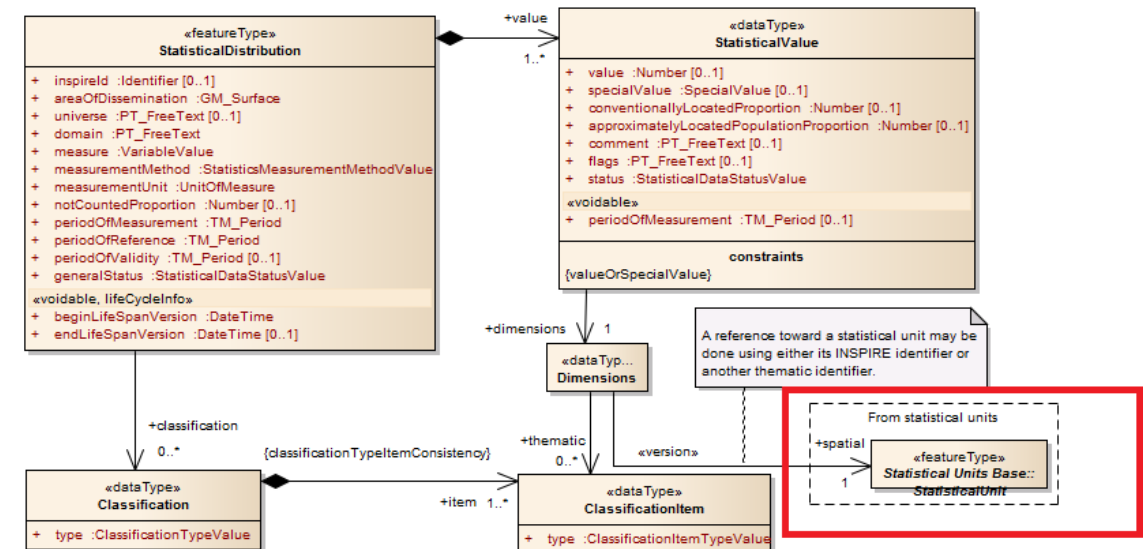 «featureType»
StatisticalDistribution
+ inspireId :Identifier [0..1]
+ areaOfDissemination :GM_Surface
+ universe :PT_FreeText [0..1]
+ domain :PT_FreeText
+ measure :VariableValue
+ measurementMethod :StatisticsMeasurementMethodValue
+ measurementUnit :UnitOfMeasure
+ notCountedProportion :Number [0..1]
+ periodOfMeasurement :TM_Period
+ periodOfReference :TM_Period
+ periodOfValidity :TM_Period [0..1]
+ generalStatus :StatisticalDataStatusValue
«voidable, lifeCycleInfo»
+ beginLifeSpanVersion :DateTime
+ endLifeSpanVersion :DateTime [0..1]
+value
1..*
«dataType»
StatisticalValue
+ value :Number [0..1]
+ specialValue :SpecialValue [0..1]
+ conventionallyLocatedProportion :Number [0..1]
+ approximatelyLocatedPopulationProportion :Number [0..1]
+ comment :PT_FreeText [0..1]
+ flags :PT_FreeText [0..1]
+ status :StatisticalDataStatusValue
«voidable»
+ periodOfMeasurement :TM_Period [0..1]
constraints
{valueOrSpecialValue}
+dimensions 1
«dataTyp...
Dimensions
A reference toward a statistical unit may be
done using either its INSPIRE identifier or
another thematic identifier.
From statistical units
+classification
0..*
{classificationTypeItemConsistency}
+thematic
0..*
«version»
+spatial
1
«featureType»
Statistical Units Base::
StatisticalUnit
«dataType»
Classification
+ type :ClassificationTypeValue
+item 1..*
«dataType»
ClassificationItem
+ type :ClassificationItemTypeValue